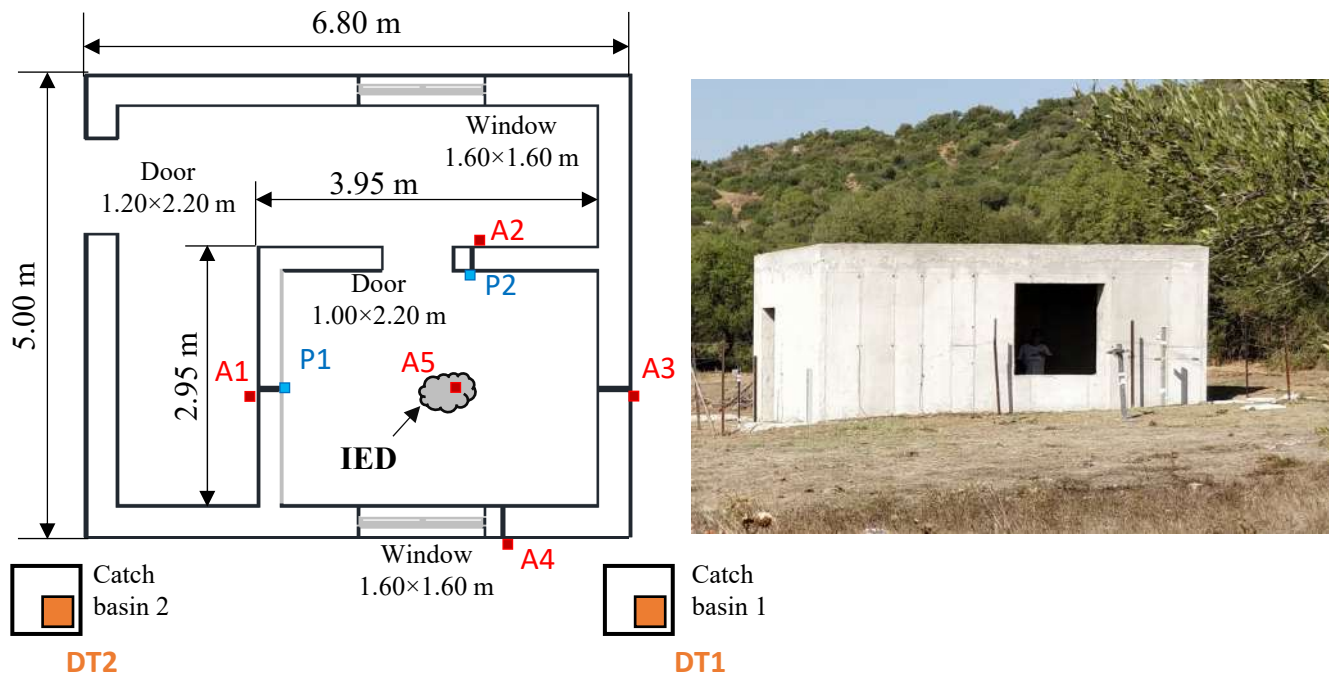 6.80 m
Window
1.60×1.60 m
Door
1.20×2.20 m
3.95 m
A2
P2
Door
1.00×2.20 m
5.00 m
2.95 m
A1
P1
A5
A3
IED
A4
Window
1.60×1.60 m
Catch
basin 2
Catch
basin 1
DT2
DT1